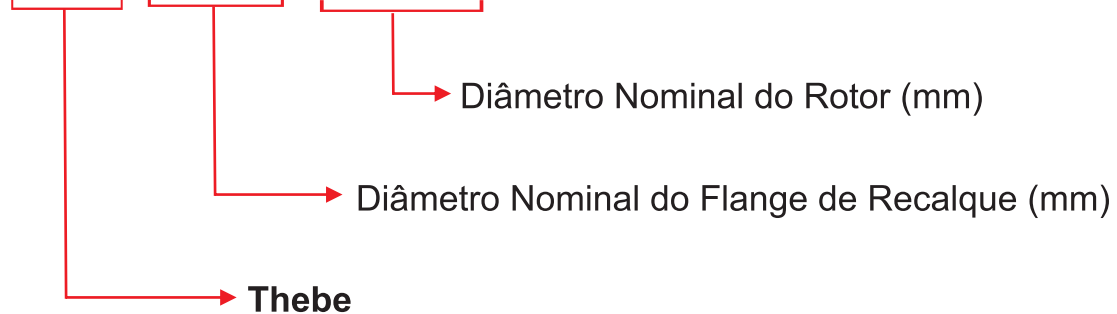 Diâmetro Nominal do Rotor (mm)
Diâmetro Nominal do Flange de Recalque (mm)
Thebe